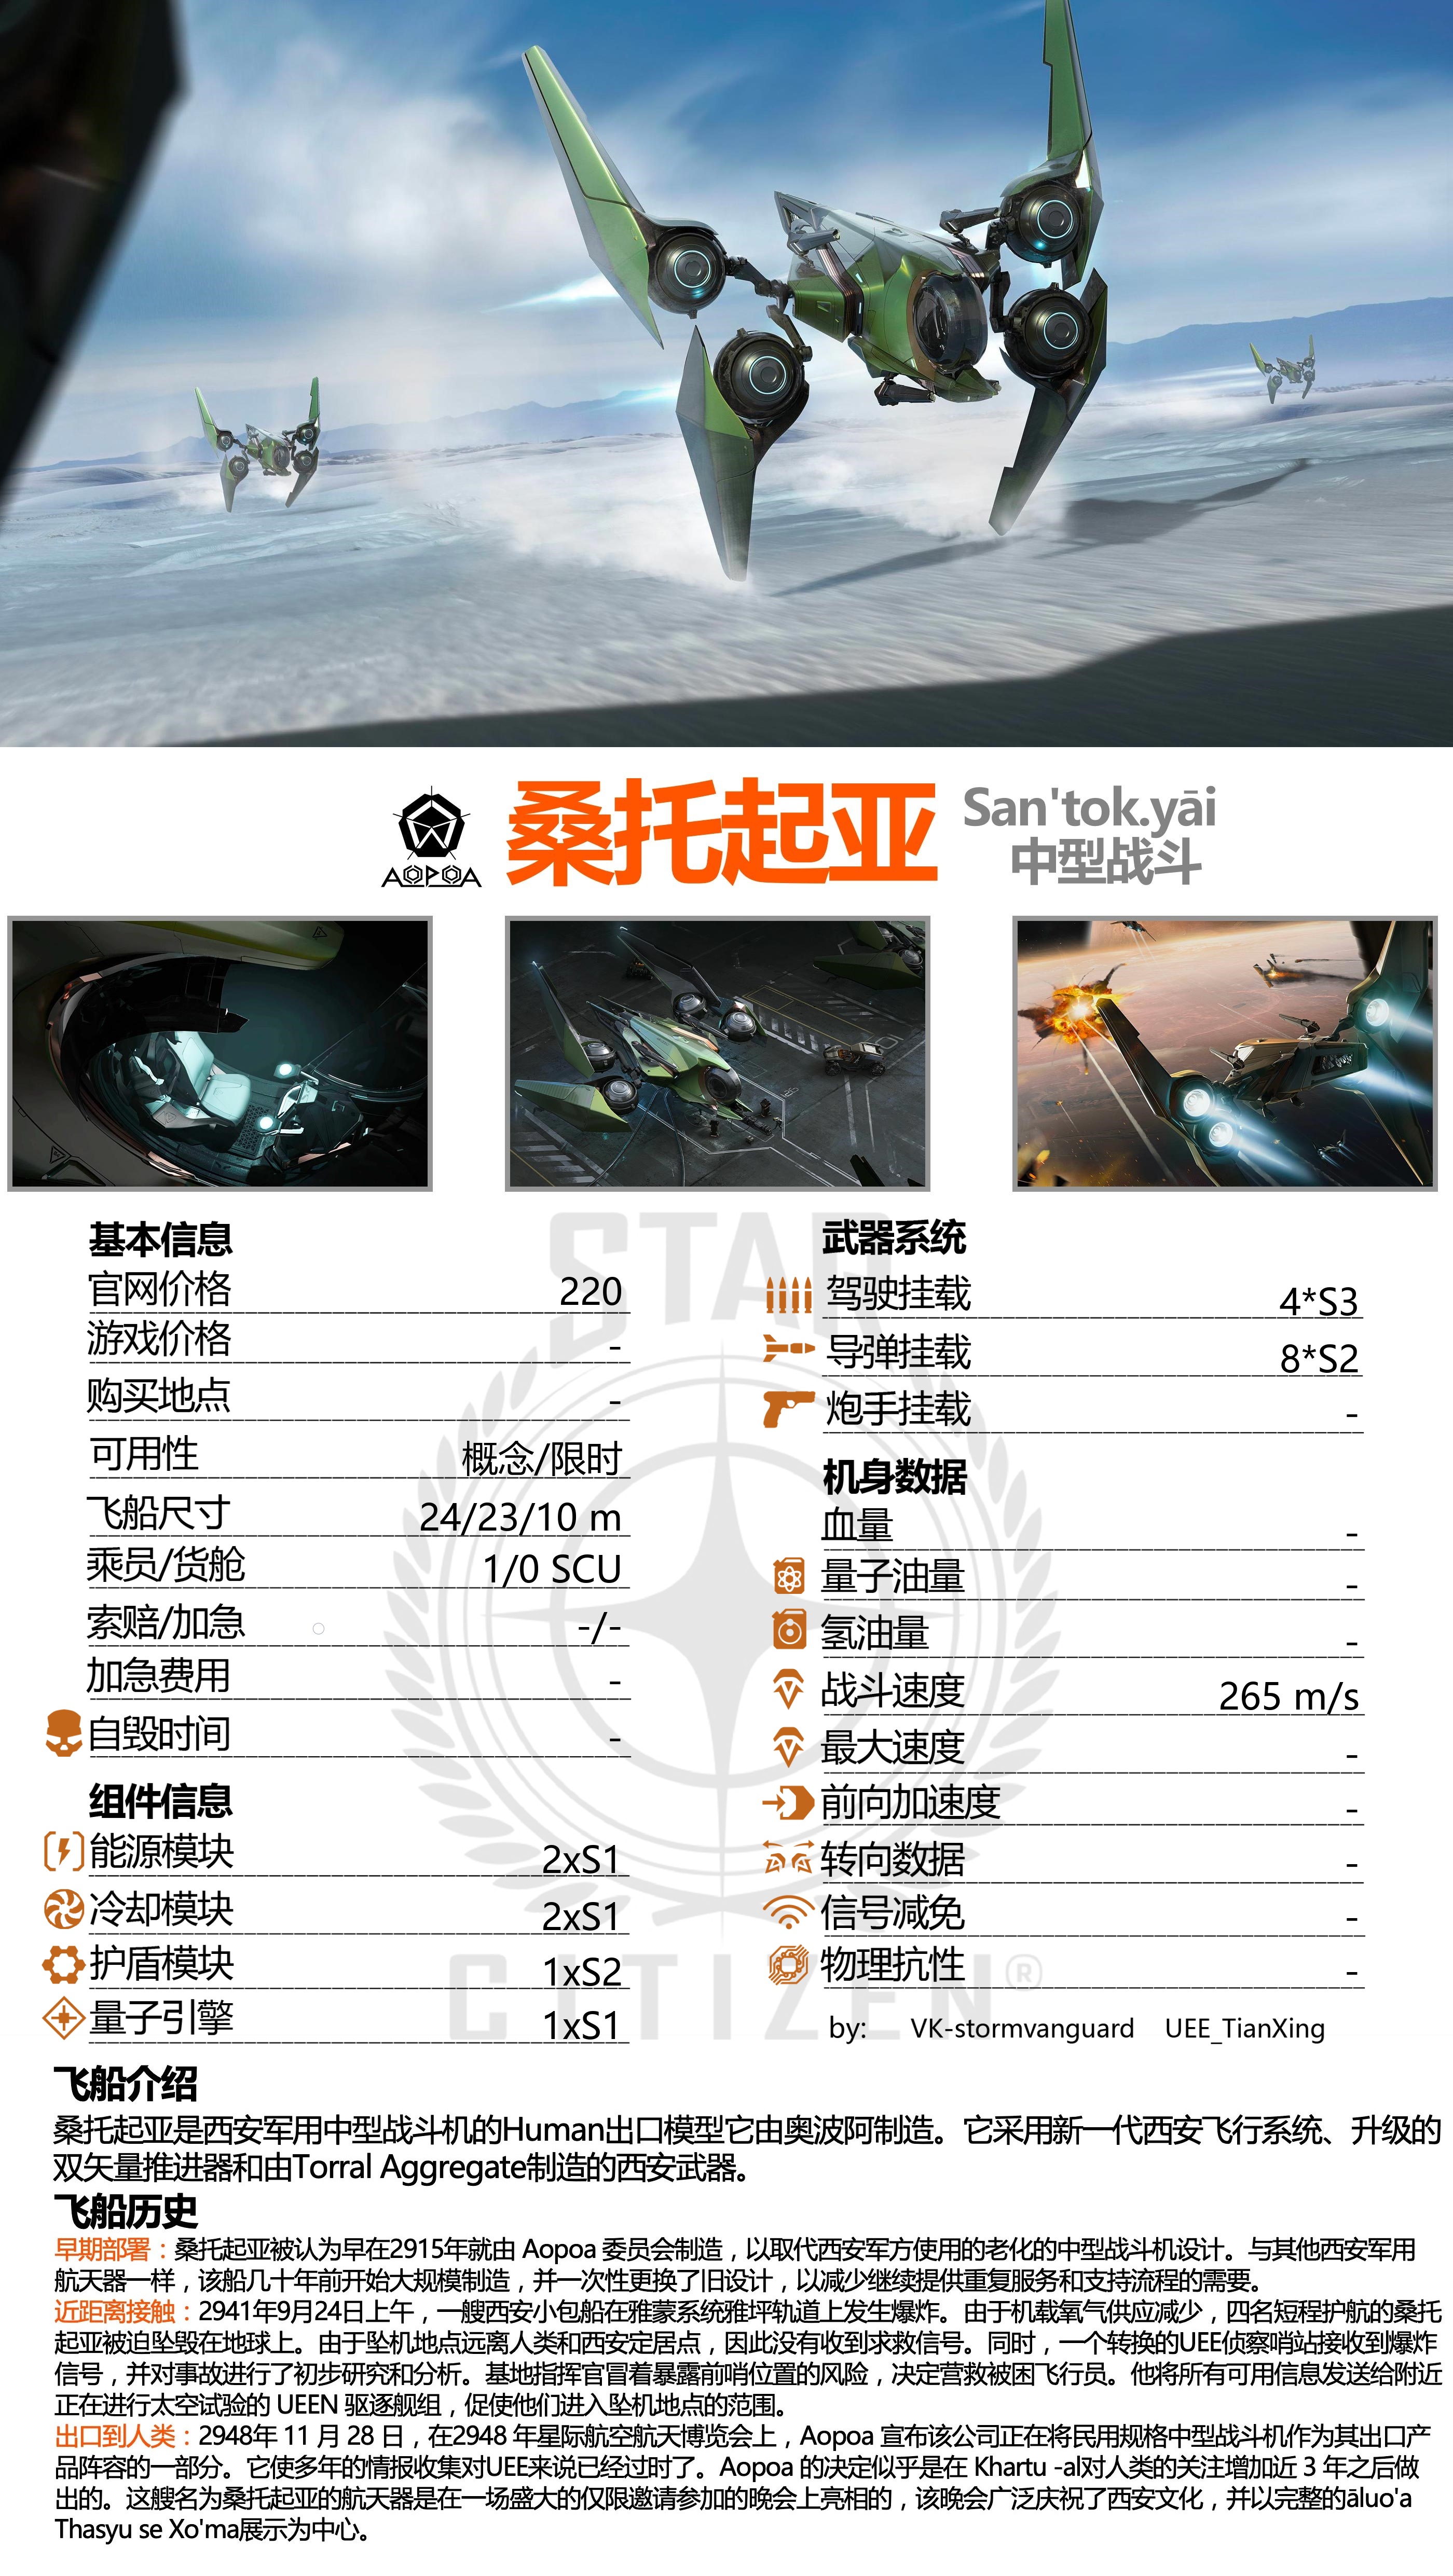 AOPOA
桑托起亚
San'tok.yāi
中型战斗
STAR
CITIZEN®
基本信息
官网价格 220
游戏价格 -
购买地点 -
可用性 概念/限时
飞船尺寸 24/23/10 m
乘员/货舱 1/0 SCU
索赔/加急 -/-
加急费用 -
自毁时间 -
组件信息
能源模块 2xS1
冷却模块 2xS1
护盾模块 1xS2
量子引擎 1xS1
武器系统
驾驶挂载 4*S3
导弹挂载 8*S2
炮手挂载 -
机身数据
血量 -
量子油量 -
氢油量 -
战斗速度 265 m/s
最大速度 -
前向加速度 -
转向数据 -
信号减免 -
物理抗性 -
by: VK-stormvanguard UEE_TianXing
飞船介绍
桑托起亚是西安军用中型战斗机的Human出口模型它由奥波阿制造。它采用新一代西安飞行系统、升级的
双矢量推进器和由Torral Aggregate制造的西安武器。
飞船历史
早期部署：桑托起亚被认为早在2915年就由 Aopoa 委员会制造，以取代西安军方使用的老化的中型战斗机设计。与其他西安军用
航天器一样，该船几十年前开始大规模制造，并一次性更换了旧设计，以减少继续提供重复服务和支持流程的需要。
近距离接触：2941年9月24日上午，一艘西安小包船在雅蒙系统雅坪轨道上发生爆炸。由于机载氧气供应减少，四名短程护航的桑托
起亚被迫坠毁在地球上。由于坠机地点远离人类和西安定居点，因此没有收到求救信号。同时，一个转换的UEE侦察哨站接收到爆炸
信号，并对事故进行了初步研究和分析。基地指挥官冒着暴露前哨位置的风险，决定营救被困飞行员。他将所有可用信息发送给附近
正在进行太空试验的 UEEN 驱逐舰组，促使他们进入坠机地点的范围。
出口到人类：2948年 11 月 28 日，在2948 年星际航空航天博览会上，Aopoa 宣布该公司正在将民用规格中型战斗机作为其出口产
品阵容的一部分。它使多年的情报收集对UEE来说已经过时了。Aopoa 的决定似乎是在 Khartu -al对人类的关注增加近 3 年之后做
出的。这艘名为桑托起亚的航天器是在一场盛大的仅限邀请参加的晚会上亮相的，该晚会广泛庆祝了西安文化，并以完整的āluo'a
Thasyu se Xo'ma展示为中心。